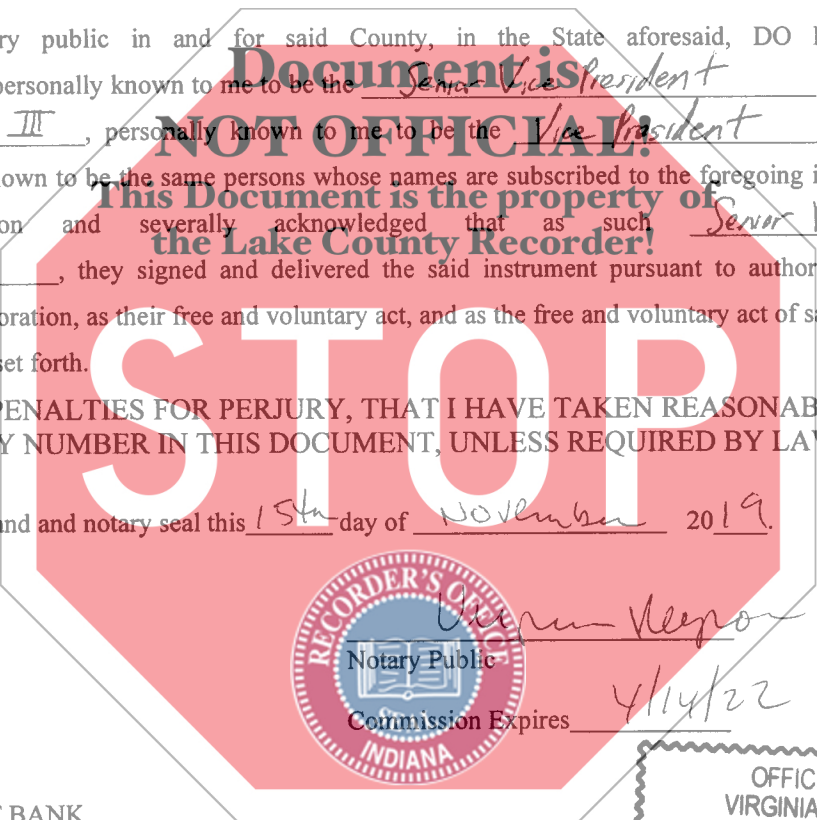 ry public in and for said County, in the State aforesaid, DO
Document is
personally known to me to be the Senior Vice President
III, personally known to me to be the Vice President
NOT OFFICIAL!
own to be the same persons whose names are subscribed to the foregoing i
This Document is the property of
on and severally acknowledged that as such Senior
the Lake County Recorder!
, they signed and delivered the said instrument pursuant to author
oration, as their free and voluntary act, and as the free and voluntary act of sa
set forth.
STOP
PENALTIES FOR PERJURY, THAT I HAVE TAKEN REASONAB
Y NUMBER IN THIS DOCUMENT, UNLESS REQUIRED BY LAW
and and notary seal this 15th day of November 2019.
RECORDER'S OFFICE
Notary Public
SEAL
Commission Expires 4/14/22
INDIANA
OFFIC
VIRGINIA
BANK